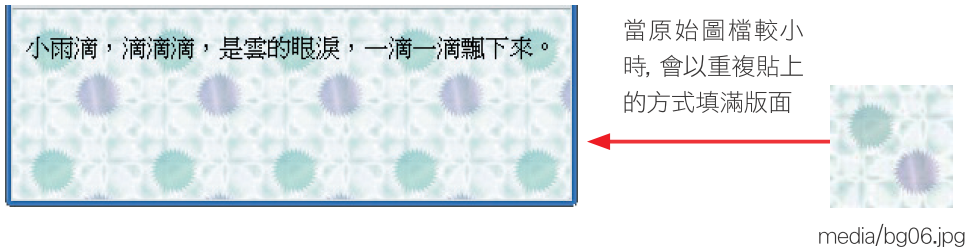 小雨滴，滴滴滴，是雲的眼淚，一滴一滴飄下來。
當原始圖檔較小
時, 會以重複貼上
的方式填滿版面
media/bg06.jpg